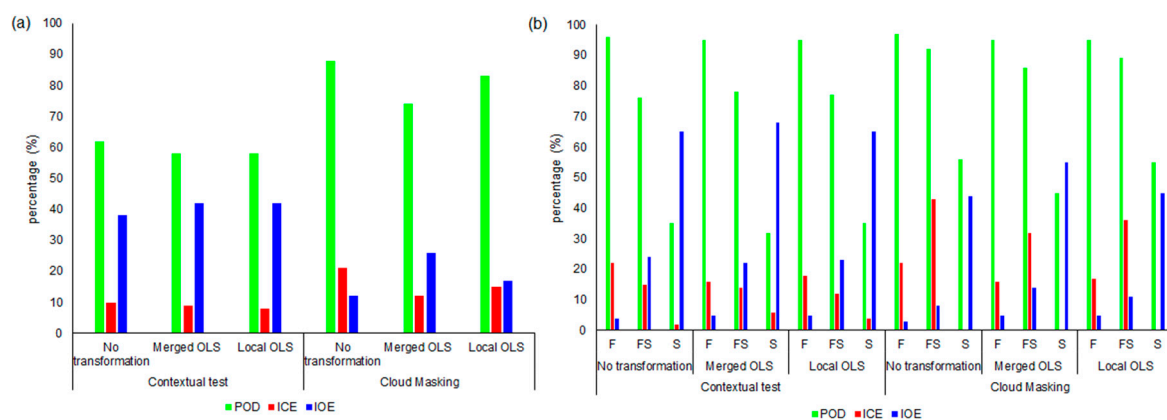 (a)
percentage (%)
100
90
80
70
60
50
40
30
20
10
0
No transformation Merged OLS Local OLS No transformation Merged OLS Local OLS
Contextual test Cloud Masking
POD ICE IOE
(b)
percentage (%)
100
90
80
70
60
50
40
30
20
10
0
F FS S F FS S F FS S F FS S F FS S F FS S
No transformation Merged OLS Local OLS No transformation Merged OLS Local OLS
Contextual test Cloud Masking
POD ICE IOE